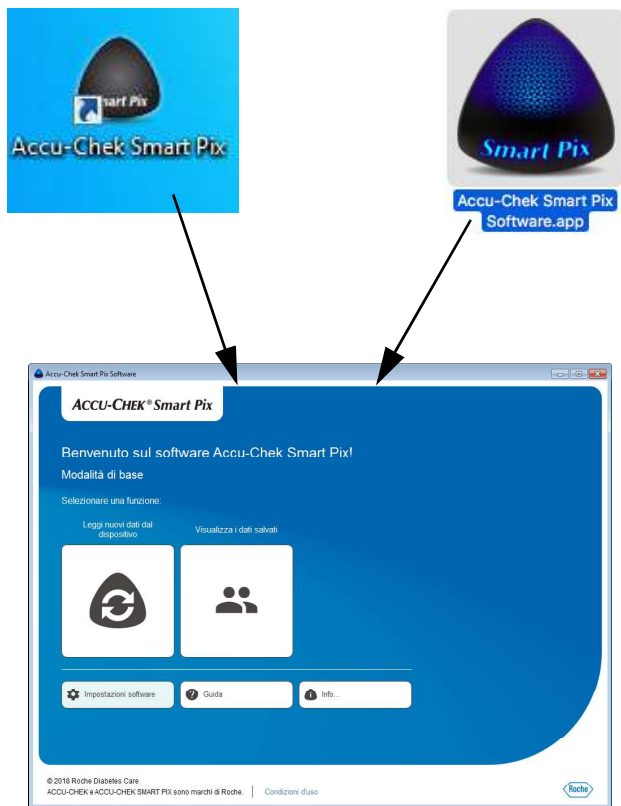 art Pix
Accu-Chek Smart Pix
Smart Pix
Accu-Chek Smart Pix
Software.app
Accu-Chek Smart Pix Software
ACCU-CHEK® Smart Pix
Benvenuto sul software Accu-Chek Smart Pix!
Modalità di base
Selezionare una funzione:
Leggi nuovi dati dal
dispositivo
Visualizza i dati salvati
Impostazioni software
Guida
Info...
© 2018 Roche Diabetes Care
ACCU-CHEK e ACCU-CHEK SMART PIX sono marchi di Roche.
Condizioni d'uso
Roche